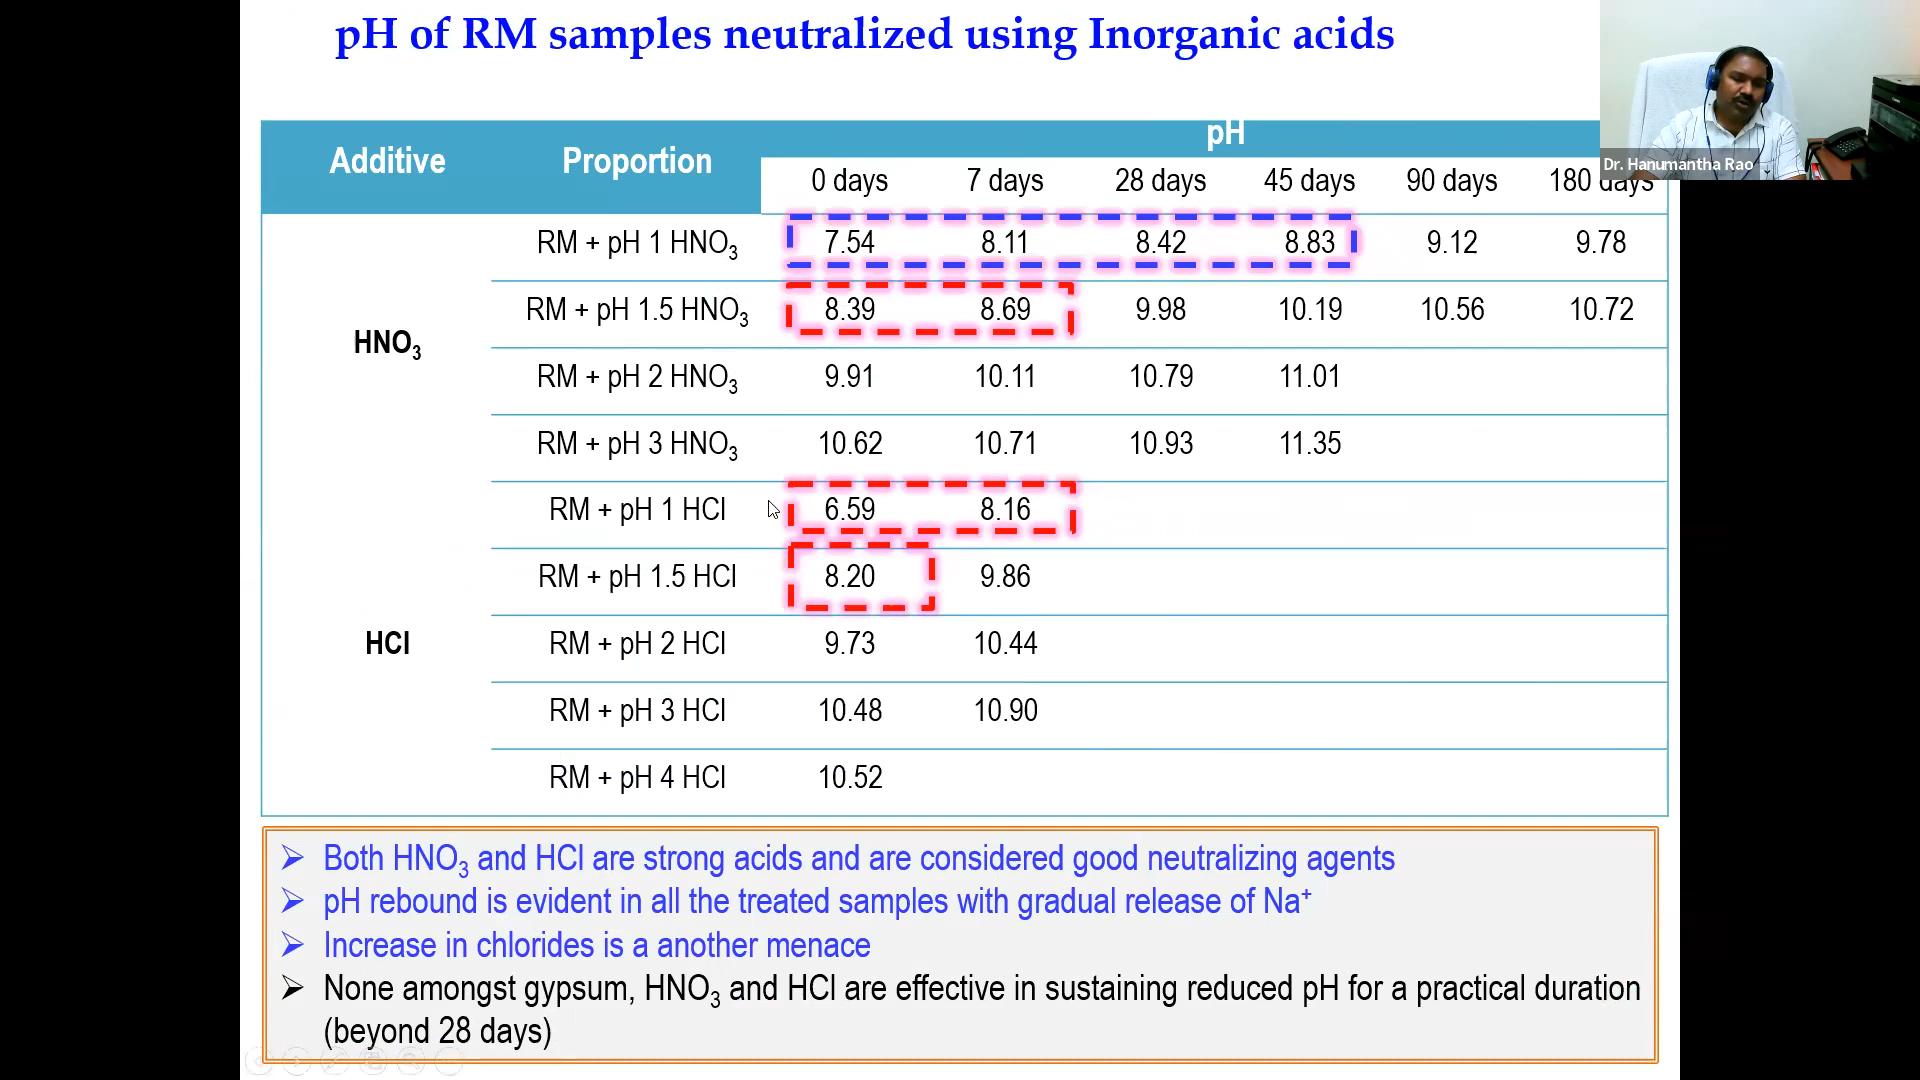 pH of RM samples neutralized using Inorganic acids
Dr. Hanumantha Rao
Additive Proportion pH
0 days 7 days 28 days 45 days 90 days 180 days
RM + pH 1 HNO₃ 7.54 8.11 8.42 8.83 9.12 9.78
RM + pH 1.5 HNO₃ 8.39 8.69 9.98 10.19 10.56 10.72
HNO₃
RM + pH 2 HNO₃ 9.91 10.11 10.79 11.01
RM + pH 3 HNO₃ 10.62 10.71 10.93 11.35
RM + pH 1 HCl 6.59 8.16
RM + pH 1.5 HCl 8.20 9.86
HCl RM + pH 2 HCl 9.73 10.44
RM + pH 3 HCl 10.48 10.90
RM + pH 4 HCl 10.52
➢ Both HNO₃ and HCl are strong acids and are considered good neutralizing agents
➢ pH rebound is evident in all the treated samples with gradual release of Na⁺
➢ Increase in chlorides is a another menace
➢ None amongst gypsum, HNO₃ and HCl are effective in sustaining reduced pH for a practical duration
(beyond 28 days)